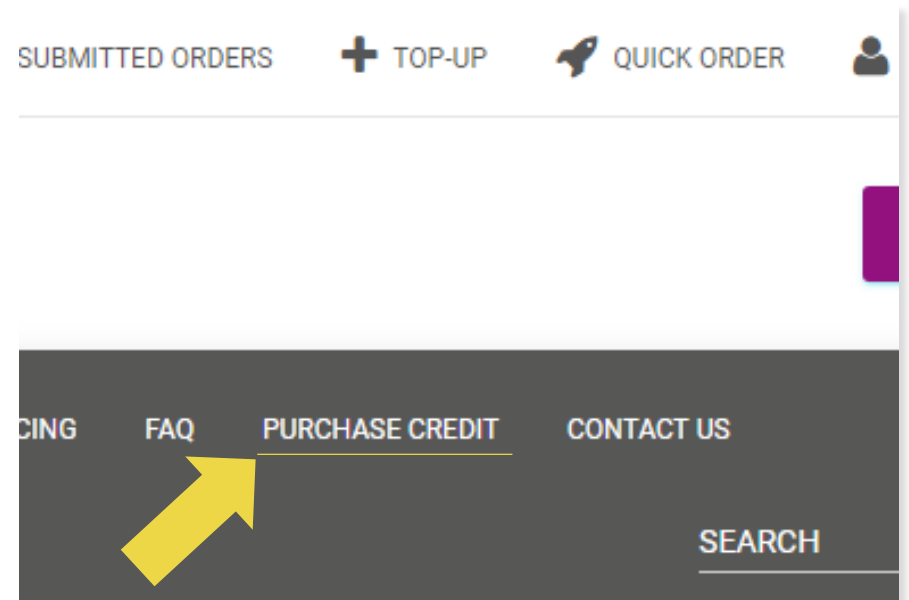 SUBMITTED ORDERS TOP-UP QUICK ORDER
CING FAQ PURCHASE CREDIT CONTACT US
SEARCH